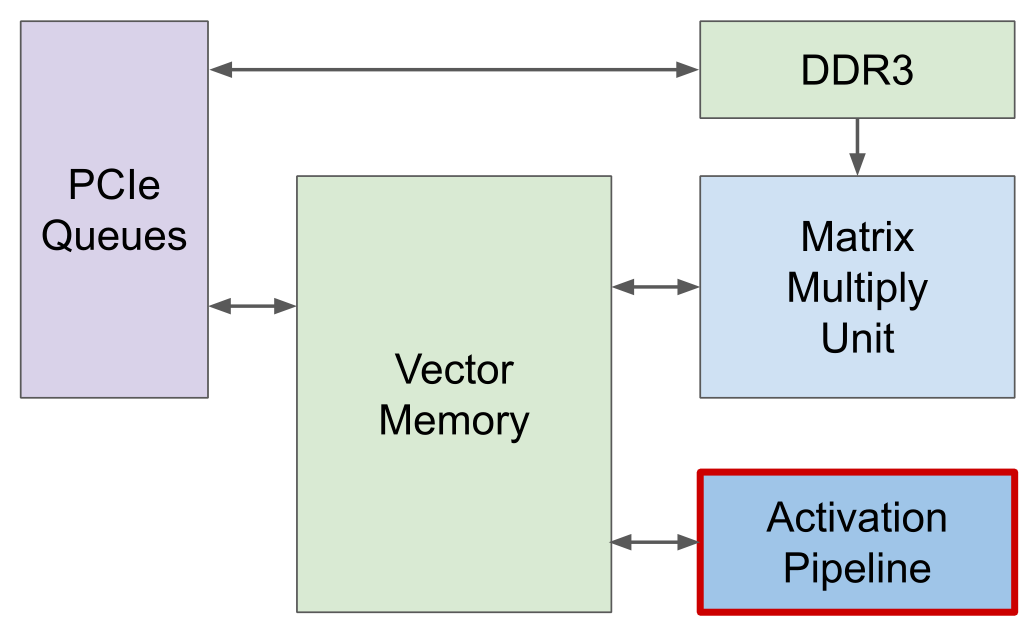 PCIe
Queues
DDR3
Matrix
Multiply
Unit
Vector
Memory
Activation
Pipeline